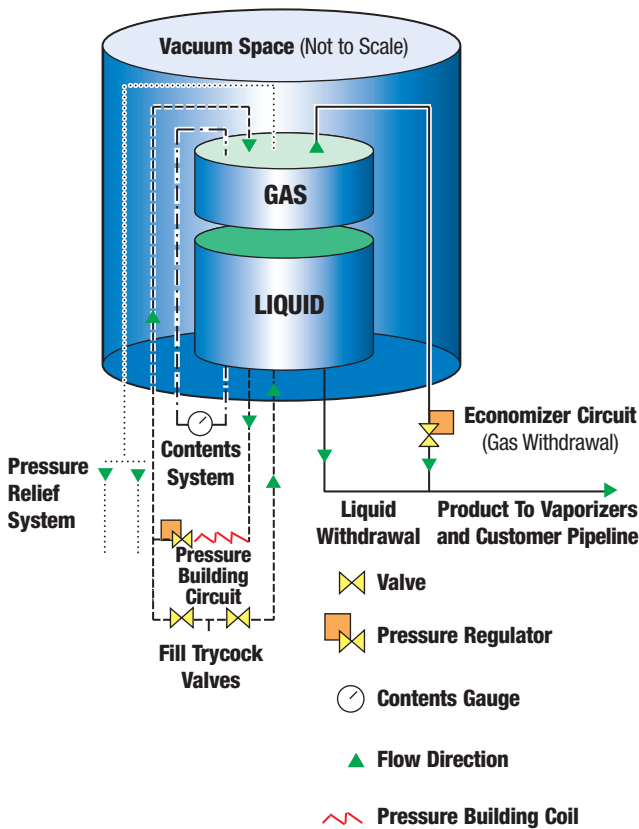 Vacuum Space (Not to Scale)
GAS
LIQUID
Contents
System
Economizer Circuit
(Gas Withdrawal)
Pressure
Relief
System
Liquid
Withdrawal
Product To Vaporizers
and Customer Pipeline
Pressure
Building
Circuit
Fill Trycock
Valves
Valve
Pressure Regulator
Contents Gauge
Flow Direction
Pressure Building Coil